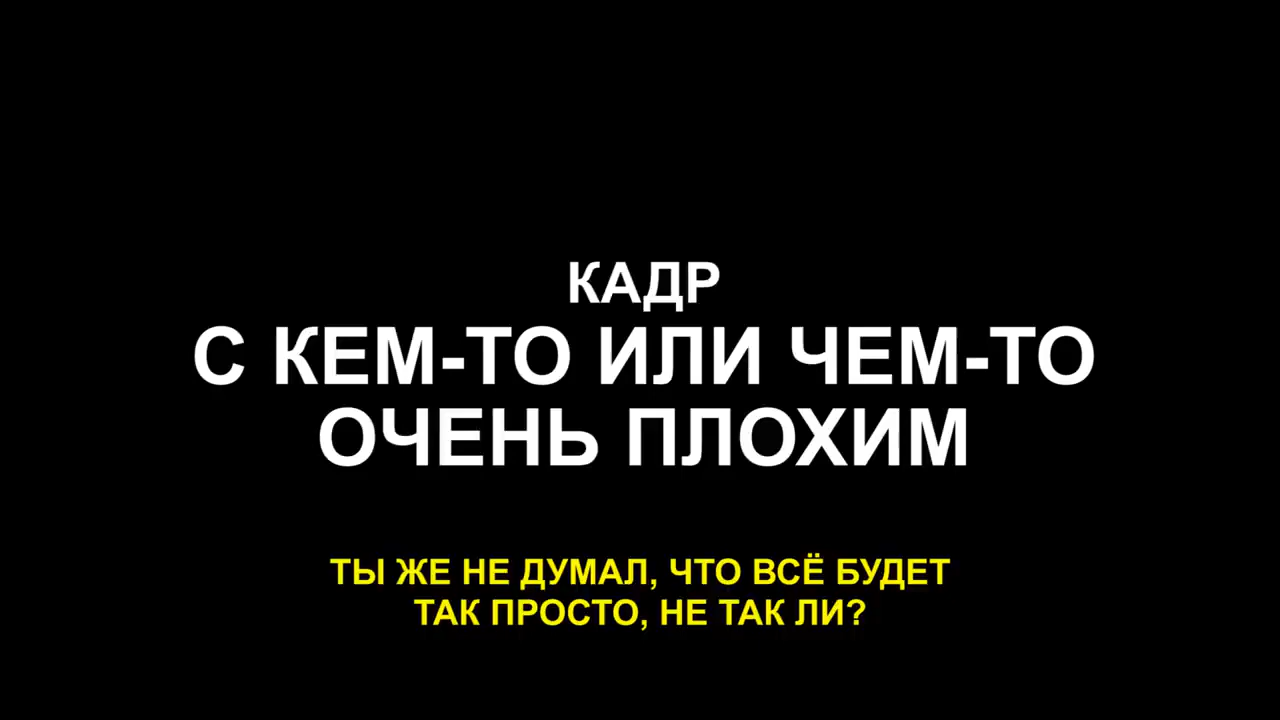 КАДР
С КЕМ-ТО ИЛИ ЧЕМ-ТО
ОЧЕНЬ ПЛОХИМ
ТЫ ЖЕ НЕ ДУМАЛ, ЧТО ВСЁ БУДЕТ
ТАК ПРОСТО, НЕ ТАК ЛИ?